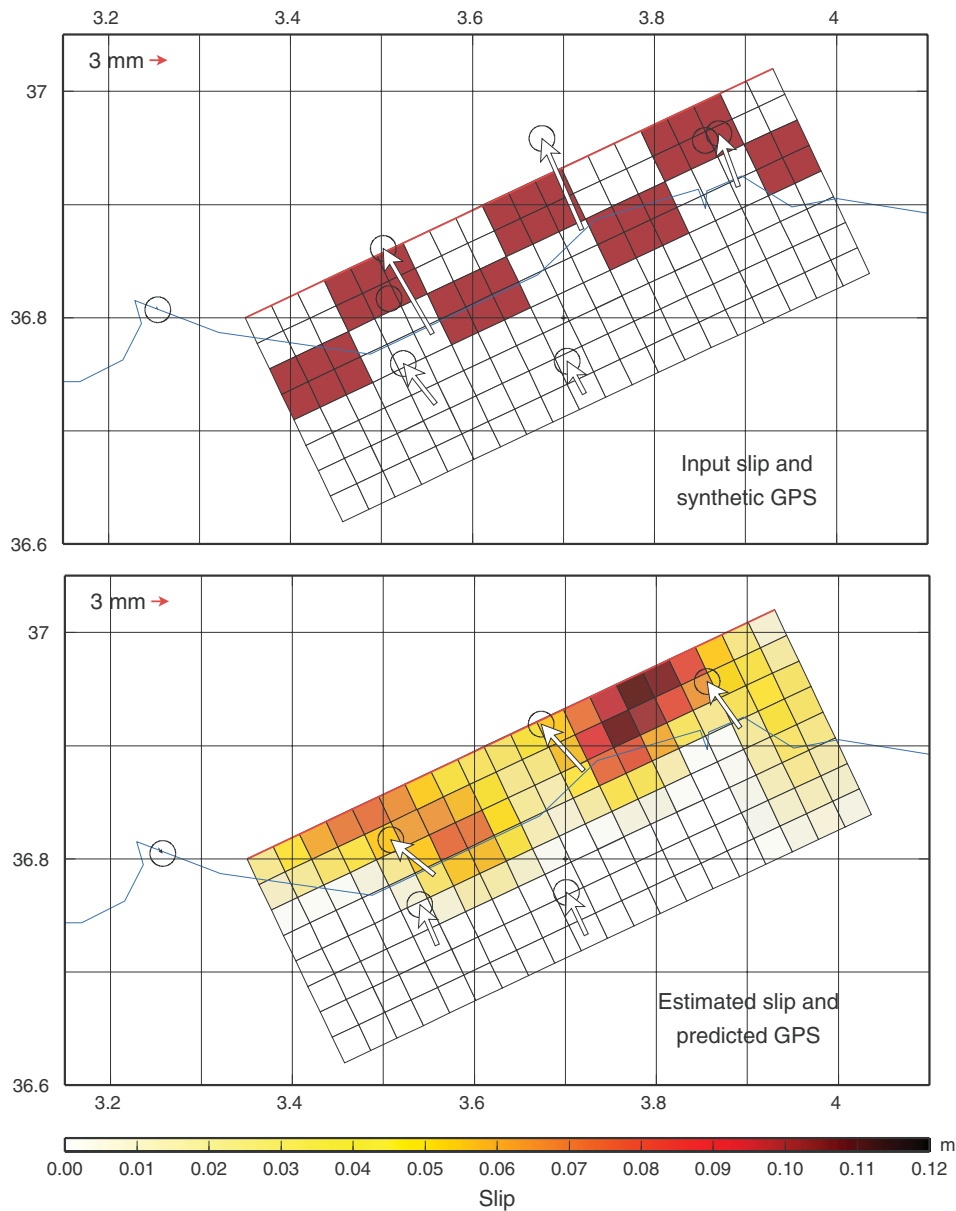 3.2 3.4 3.6 3.8 4
3 mm
37
36.8
Input slip and
synthetic GPS
36.6
3 mm
37
36.8
Estimated slip and
predicted GPS
36.6
3.2 3.4 3.6 3.8 4
m
0.00 0.01 0.02 0.03 0.04 0.05 0.06 0.07 0.08 0.09 0.10 0.11 0.12
Slip